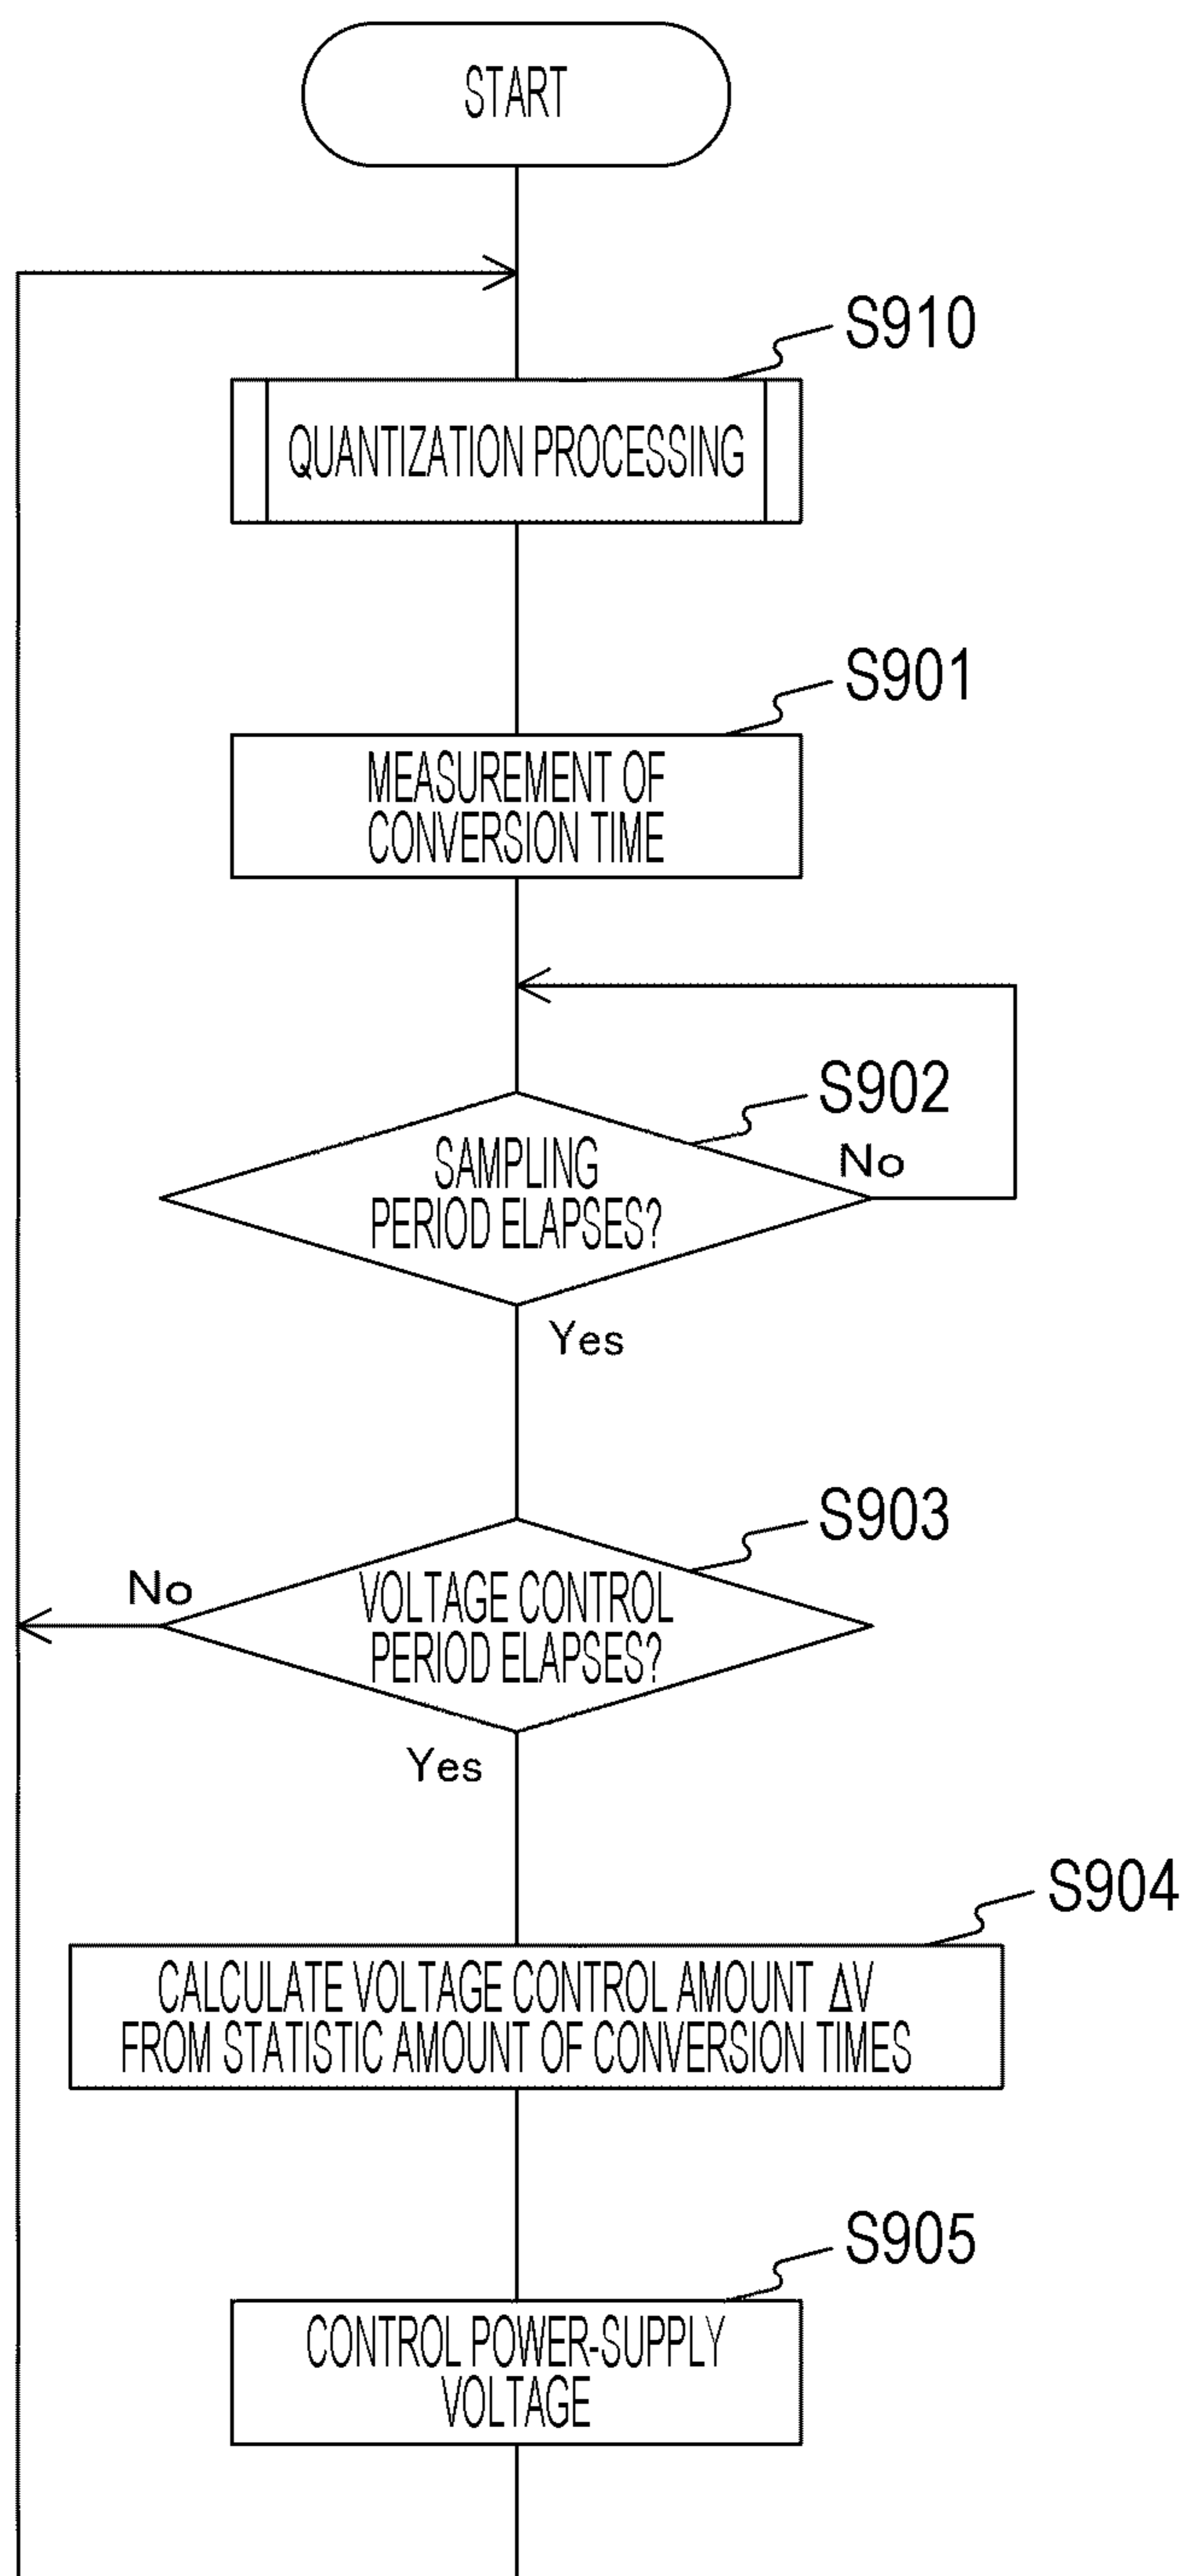 START
S910
QUANTIZATION PROCESSING
S901
MEASUREMENT OF
CONVERSION TIME
S902
SAMPLING
PERIOD ELAPSES?
No
Yes
S903
VOLTAGE CONTROL
PERIOD ELAPSES?
No
Yes
S904
CALCULATE VOLTAGE CONTROL AMOUNT ΔV
FROM STATISTIC AMOUNT OF CONVERSION TIMES
S905
CONTROL POWER-SUPPLY
VOLTAGE